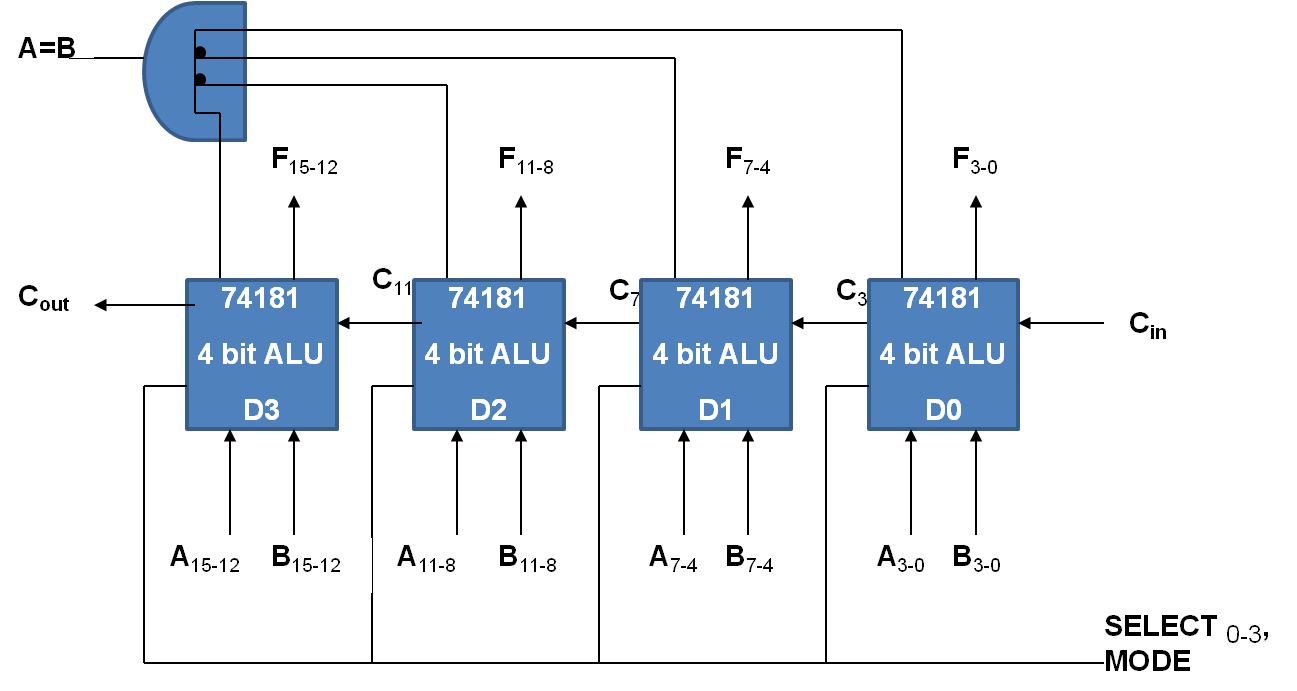 A=B
F15-12 F11-8 F7-4 F3-0
C11 C7 C3
Cout 74181 74181 74181 74181 Cin
4 bit ALU 4 bit ALU 4 bit ALU 4 bit ALU
D3 D2 D1 D0
A15-12 B15-12 A11-8 B11-8 A7-4 B7-4 A3-0 B3-0
SELECT 0-3,
MODE